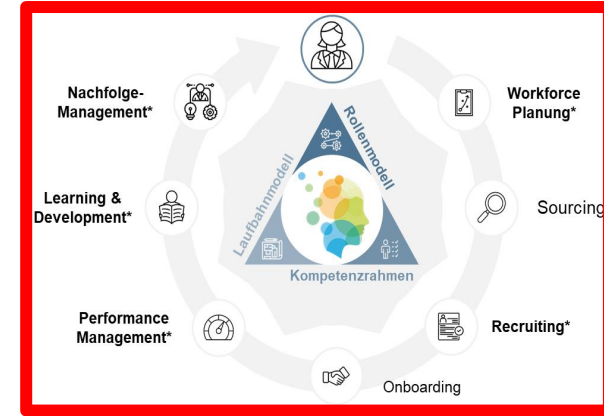 Nachfolge-
Management*
Workforce
Planung*
Rollenmodell
Laufbahnmodell
Learning &
Development*
Sourcing
Kompetenzrahmen
Performance
Management*
Recruiting*
Onboarding